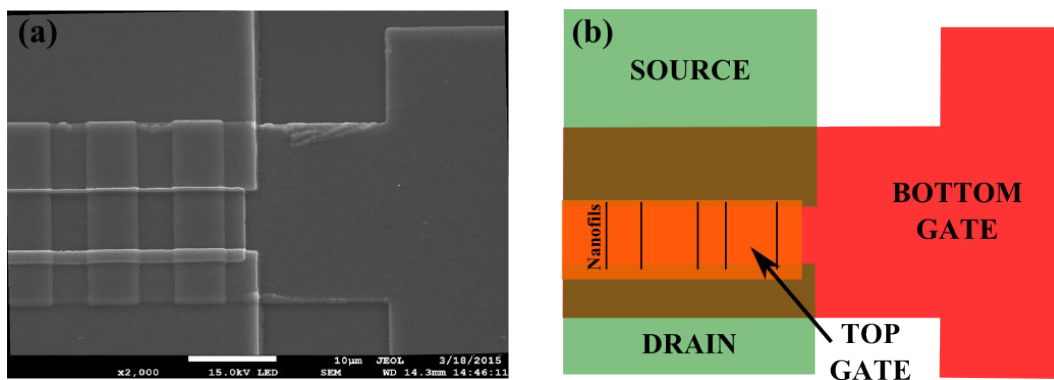 (a)
10µm JEOL 3/18/2015
x2,000 15.0kV LED SEM WD 14.3mm 14:46:11
(b)
SOURCE
Nanofils
BOTTOM
GATE
DRAIN
TOP
GATE